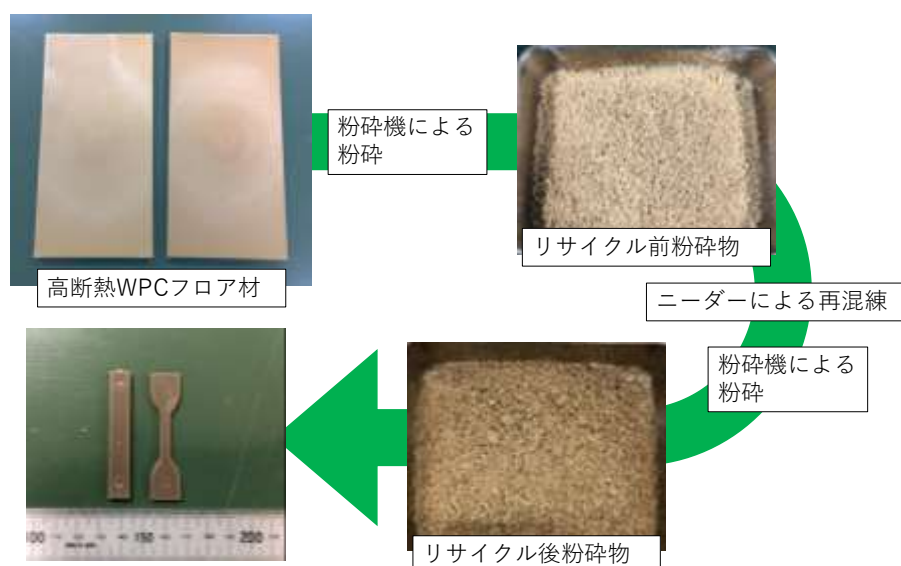 粉砕機による
粉砕
リサイクル前粉砕物
高断熱WPCフロア材
ニーダーによる再混練
粉砕機による
粉砕
150
200
リサイクル後粉砕物